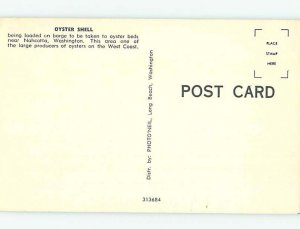 OYSTER SHELL
being loaded on barge to be taken to oyster beds
near Nahcotta, Washington. This area one of
the large producers of oysters on the West Coast.
Distr. by: PHOTO'NEIL, Long Beach, Washington
PLACE
STAMP
HERE
POST CARD
313684